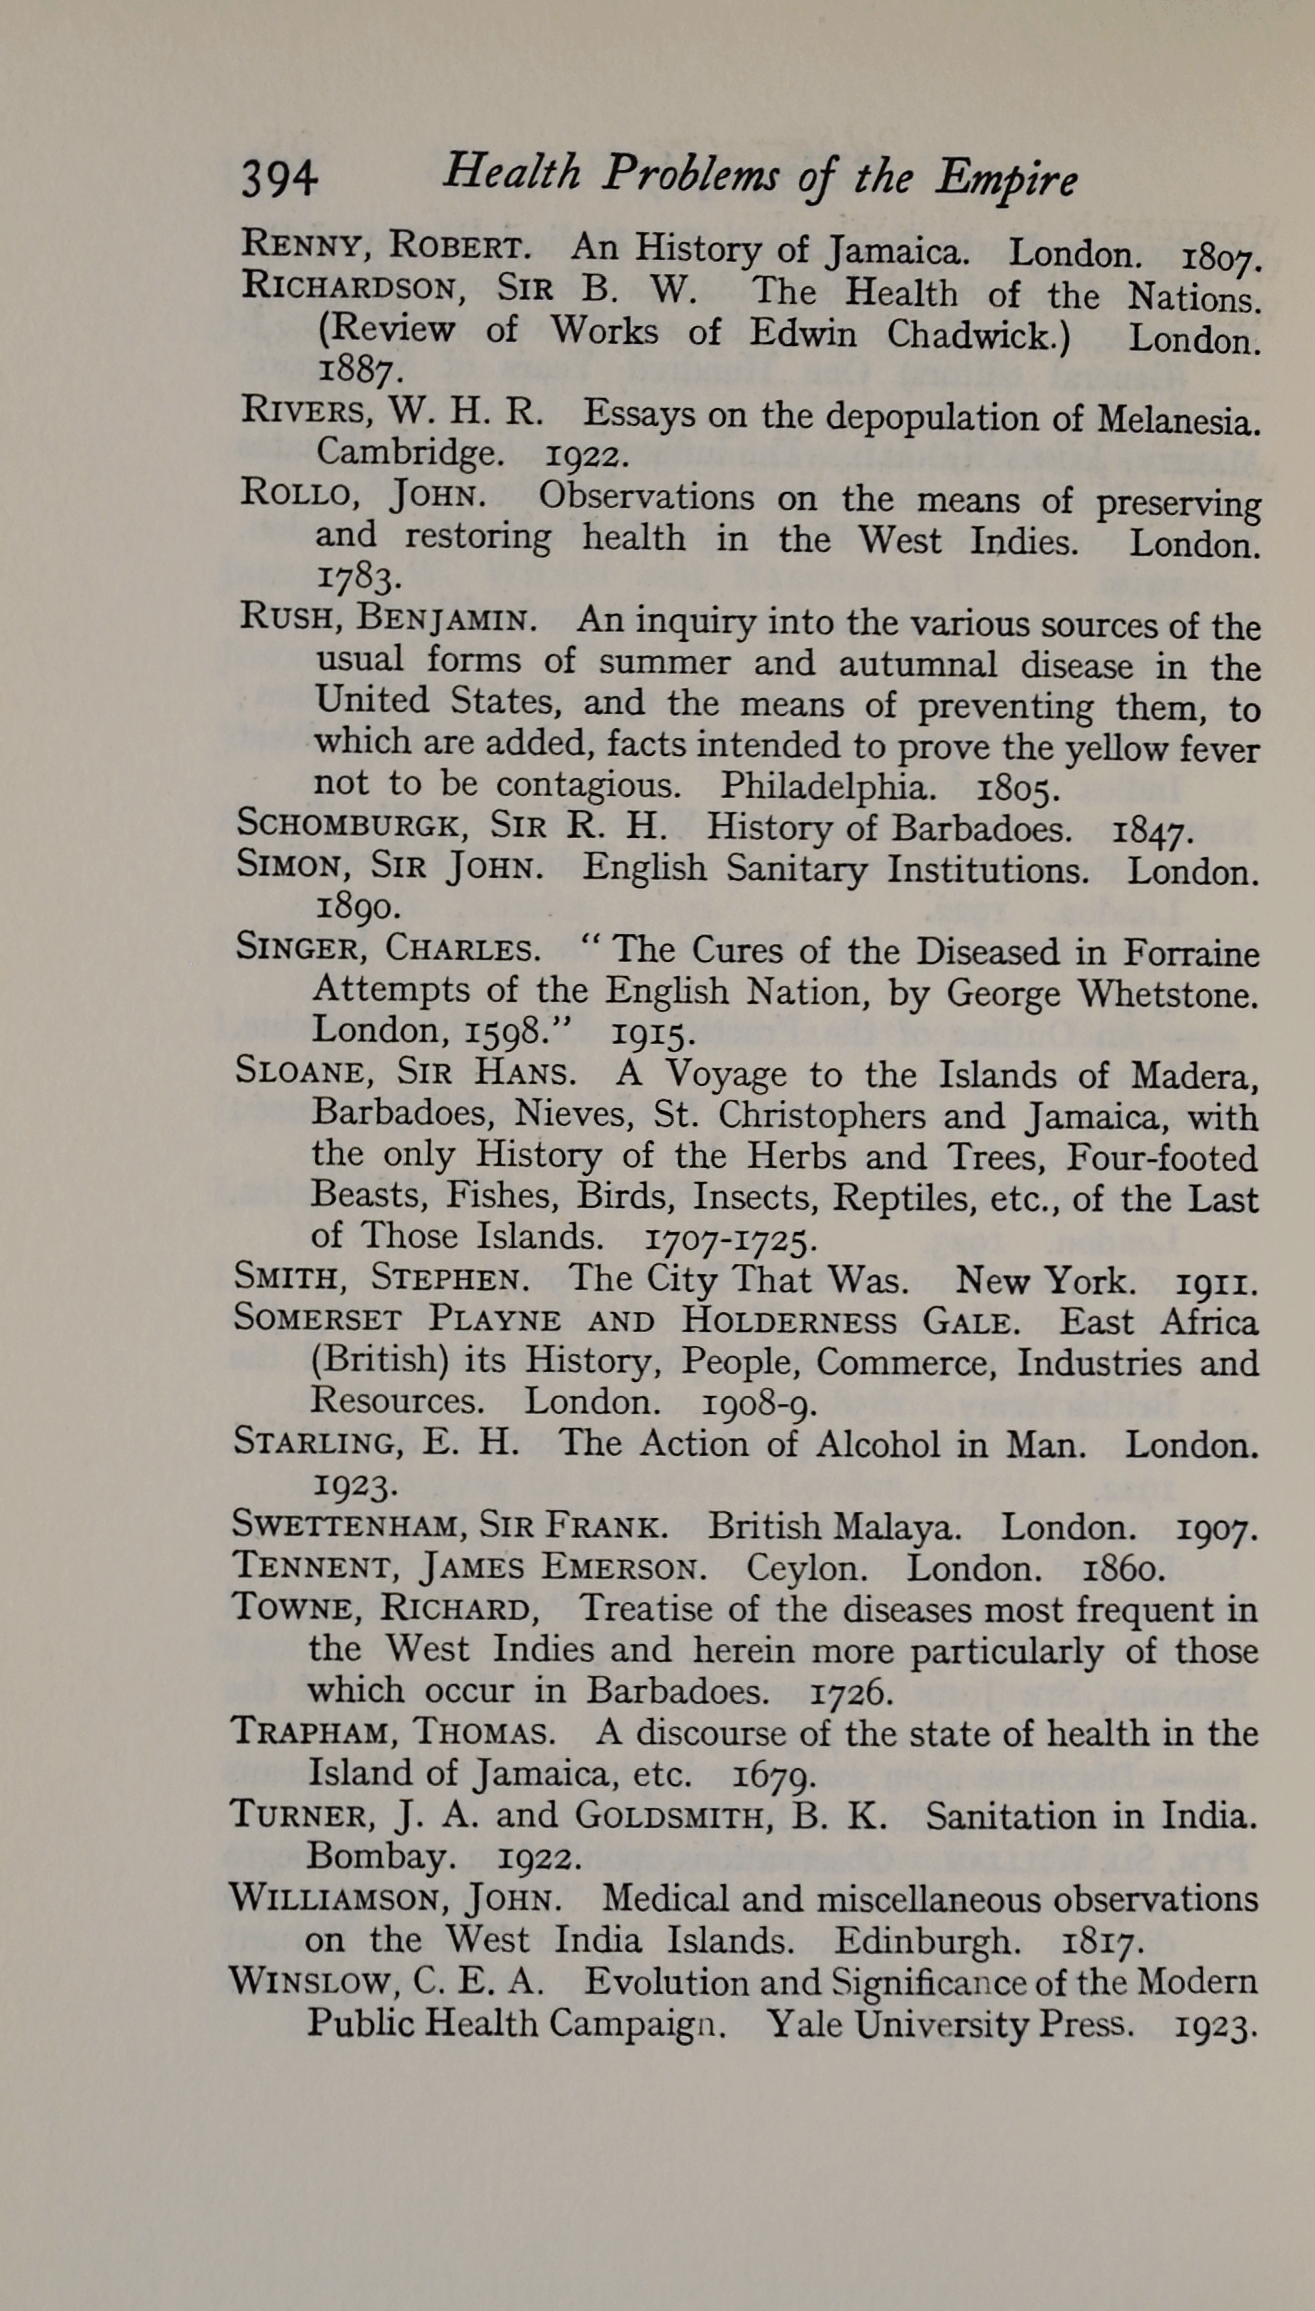 394 Health Problems of the Empire
RENNY, ROBERT. An History of Jamaica. London. 1807.
RICHARDSON, SIR B. W. The Health of the Nations.
(Review of Works of Edwin Chadwick.) London.
1887.
RIVERS, W. H. R. Essays on the depopulation of Melanesia.
Cambridge. 1922.
ROLLO, JOHN. Observations on the means of preserving
and restoring health in the West Indies. London.
1783.
RUSH, BENJAMIN. An inquiry into the various sources of the
usual forms of summer and autumnal disease in the
United States, and the means of preventing them, to
which are added, facts intended to prove the yellow fever
not to be contagious. Philadelphia. 1805.
SCHOMBURGK, SIR R. H. History of Barbadoes. 1847.
SIMON, SIR JOHN. English Sanitary Institutions. London.
1890.
SINGER, CHARLES. “ The Cures of the Diseased in Forraine
Attempts of the English Nation, by George Whetstone.
London, 1598.” 1915.
SLOANE, SIR HANS. A Voyage to the Islands of Madera,
Barbadoes, Nieves, St. Christophers and Jamaica, with
the only History of the Herbs and Trees, Four-footed
Beasts, Fishes, Birds, Insects, Reptiles, etc., of the Last
of Those Islands. 1707-1725.
SMITH, STEPHEN. The City That Was. New York. 1911.
SOMERSET PLAYNE AND HOLDERNESS GALE. East Africa
(British) its History, People, Commerce, Industries and
Resources. London. 1908-9.
STARLING, E. H. The Action of Alcohol in Man. London.
1923.
SWETTENHAM, SIR FRANK. British Malaya. London. 1907.
TENNENT, JAMES EMERSON. Ceylon. London. 1860.
TOWNE, RICHARD, Treatise of the diseases most frequent in
the West Indies and herein more particularly of those
which occur in Barbadoes. 1726.
TRAPHAM, THOMAS. A discourse of the state of health in the
Island of Jamaica, etc. 1679.
TURNER, J. A. and GOLDSMITH, B. K. Sanitation in India.
Bombay. 1922.
WILLIAMSON, JOHN. Medical and miscellaneous observations
on the West India Islands. Edinburgh. 1817.
WINSLOW, C. E. A. Evolution and Significance of the Modern
Public Health Campaign. Yale University Press. 1923.